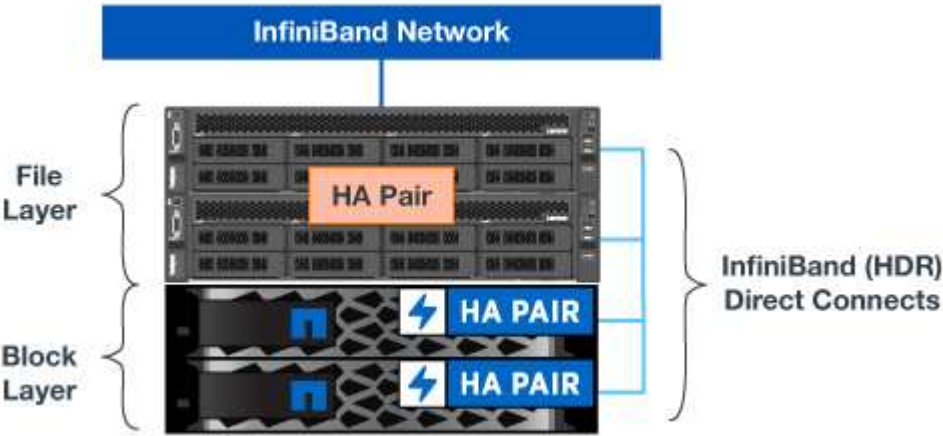 InfiniBand Network
File
Layer
HA Pair
InfiniBand (HDR)
Direct Connects
Block
Layer
HA PAIR
HA PAIR